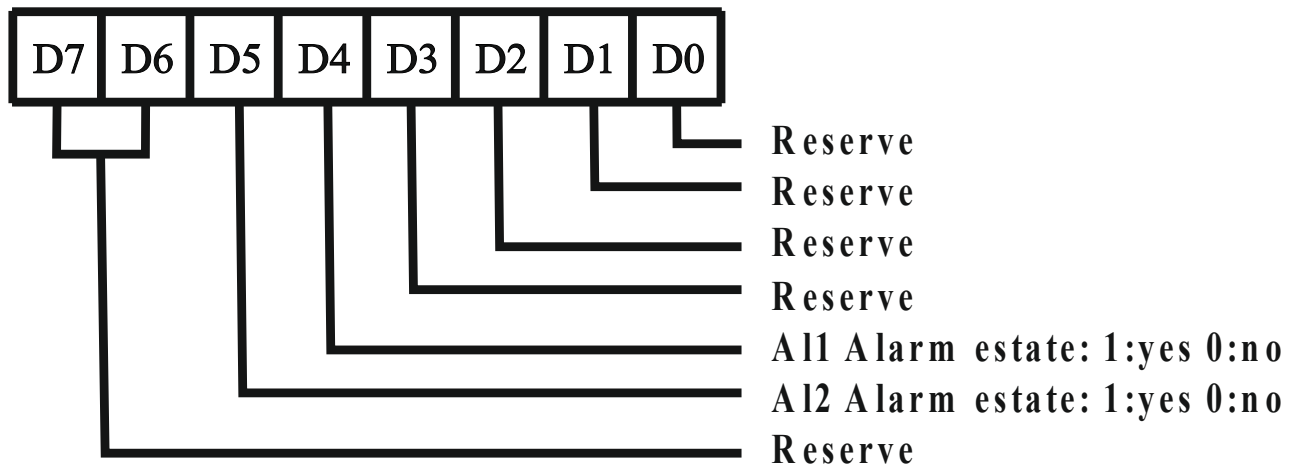 D7 D6 D5 D4 D3 D2 D1 D0
Reserve
Reserve
Reserve
Reserve
Al1 Alarm estate: 1:yes 0:no
Al2 Alarm estate: 1:yes 0:no
Reserve